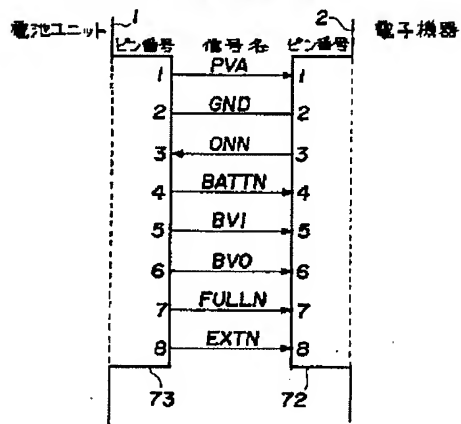 電池ユニット 1 2 電子機器
ピン番号 信号名 ピン番号
1 PVA 1
2 GND 2
3 ONN 3
4 BATTN 4
5 BVI 5
6 BVO 6
7 FULLN 7
8 EXTN 8
73 72